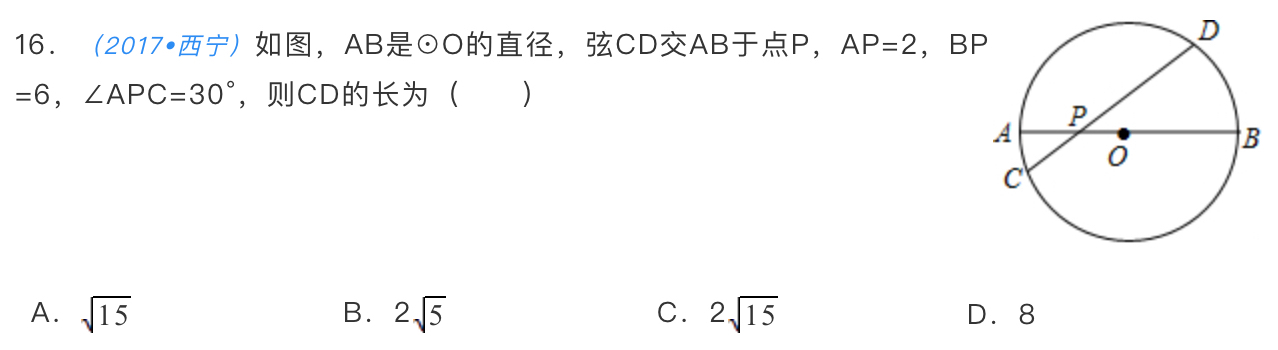 16. （2017•西宁）如图，AB是⊙O的直径，弦CD交AB于点P，AP=2，BP
=6，∠APC=30°，则CD的长为（  ）
D
P
A
B
O
C
A. √15 B. 2√5 C. 2√15 D. 8